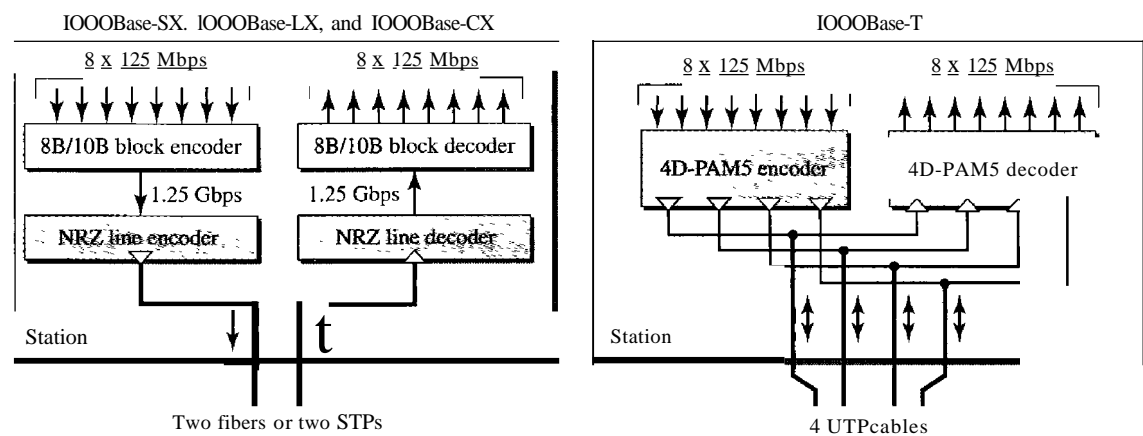 IOOOBase-SX. lOOOBase-LX, and IOOOBase-CX
8 x 125 Mbps
8 x 125 Mbps
8B/10B block encoder
8B/10B block decoder
1.25 Gbps
1.25 Gbps
NRZ line encoder
NRZ line decoder
t
Station
Two fibers or two STPs
IOOOBase-T
8 x 125 Mbps
8 x 125 Mbps
4D-PAM5 encoder
4D-PAM5 decoder
Station
4 UTPcables